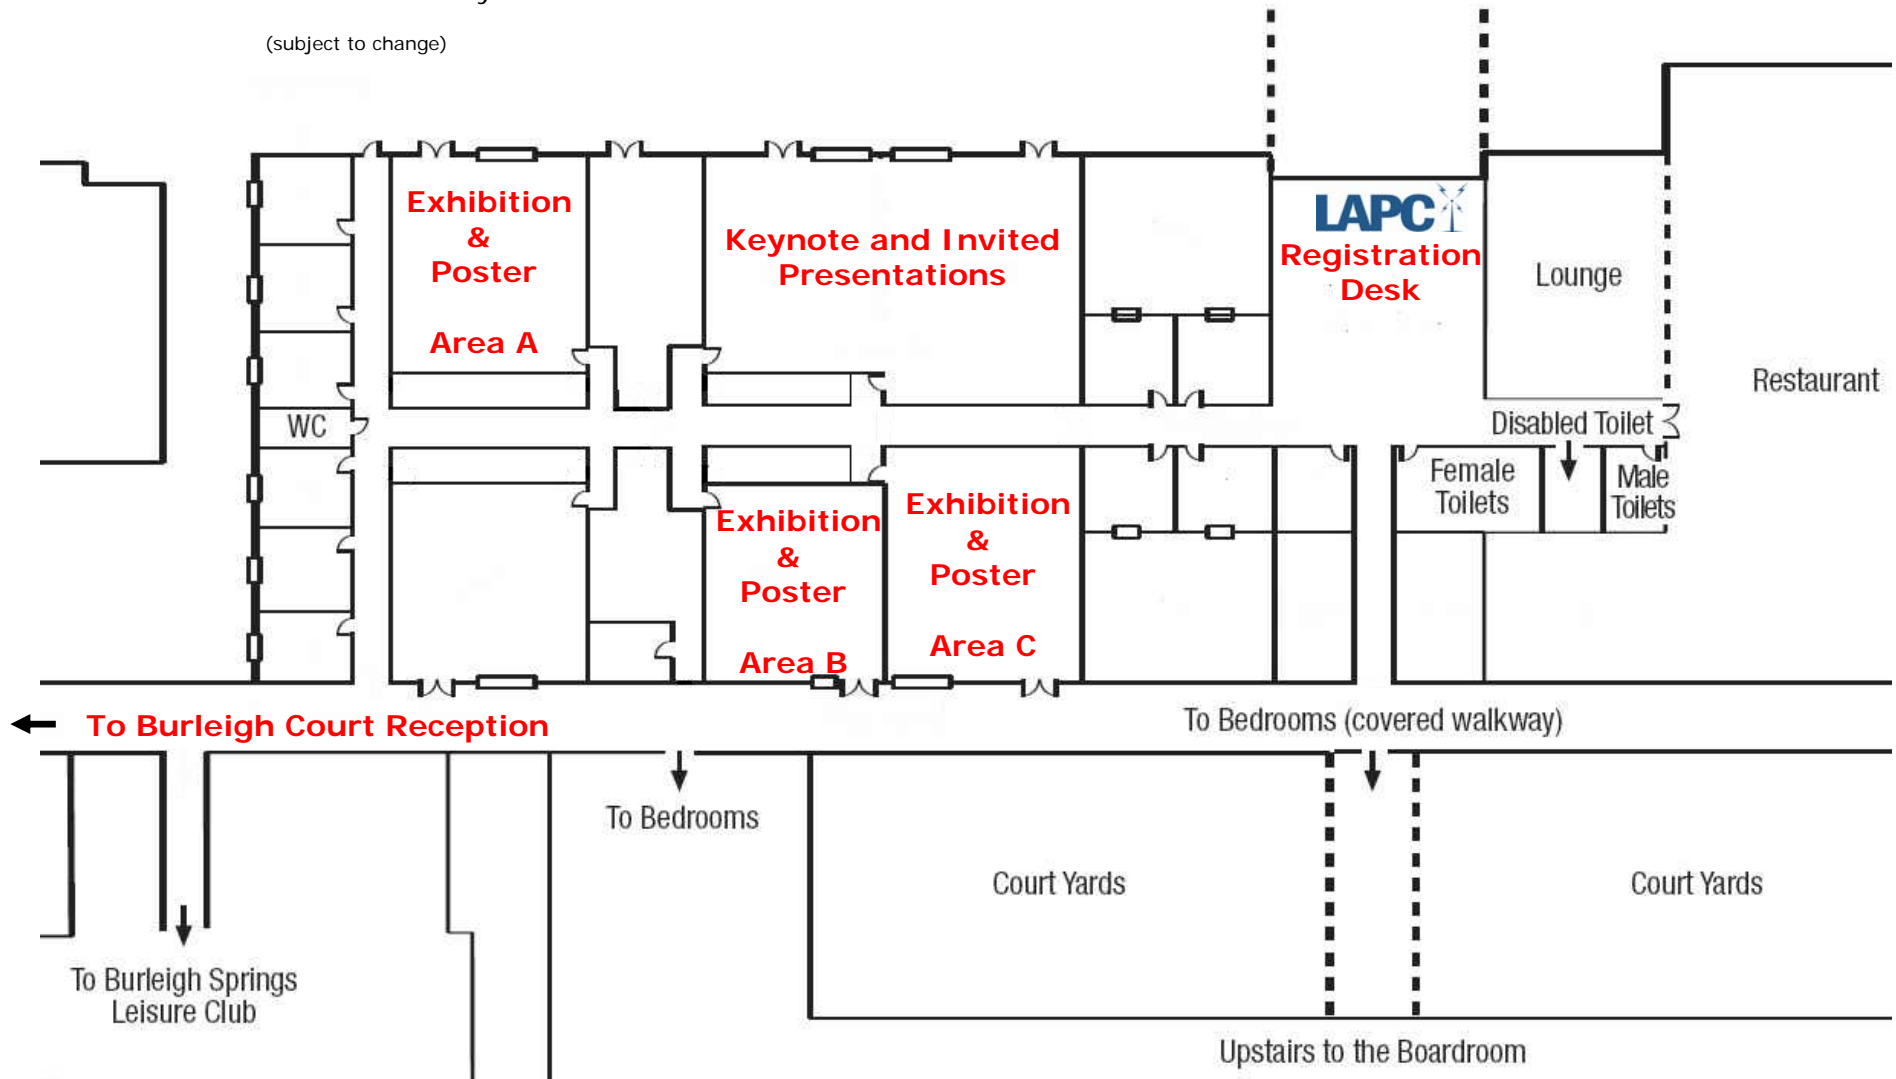 (subject to change)
Exhibition
&
Poster
Area A
Keynote and Invited
Presentations
LAPC
Registration
Desk
Lounge
Restaurant
WC
Disabled Toilet
Female
Toilets
Male
Toilets
Exhibition
&
Poster
Area B
Exhibition
&
Poster
Area C
To Burleigh Court Reception
To Bedrooms (covered walkway)
To Bedrooms
Court Yards
Court Yards
To Burleigh Springs
Leisure Club
Upstairs to the Boardroom